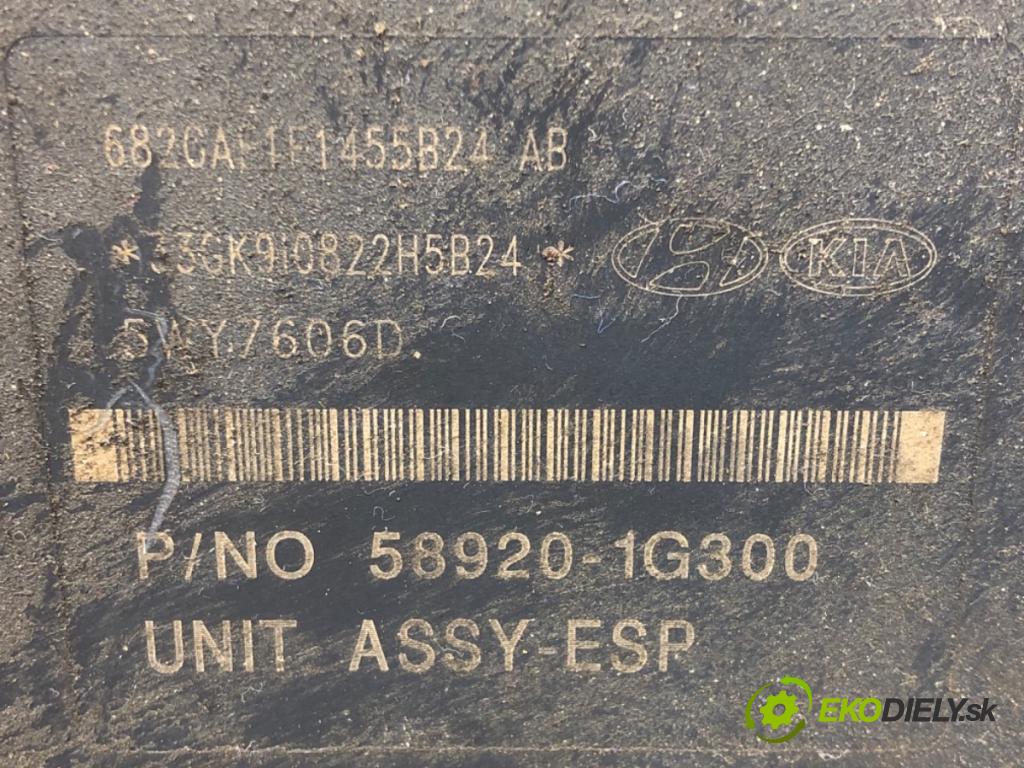 682GAF1F1455B24 AB
*33GK9i0822H5B24 *
KIA
5WY7606D
P/NO 58920-1G300
UNIT ASSY-ESP
EKODIELY.sk